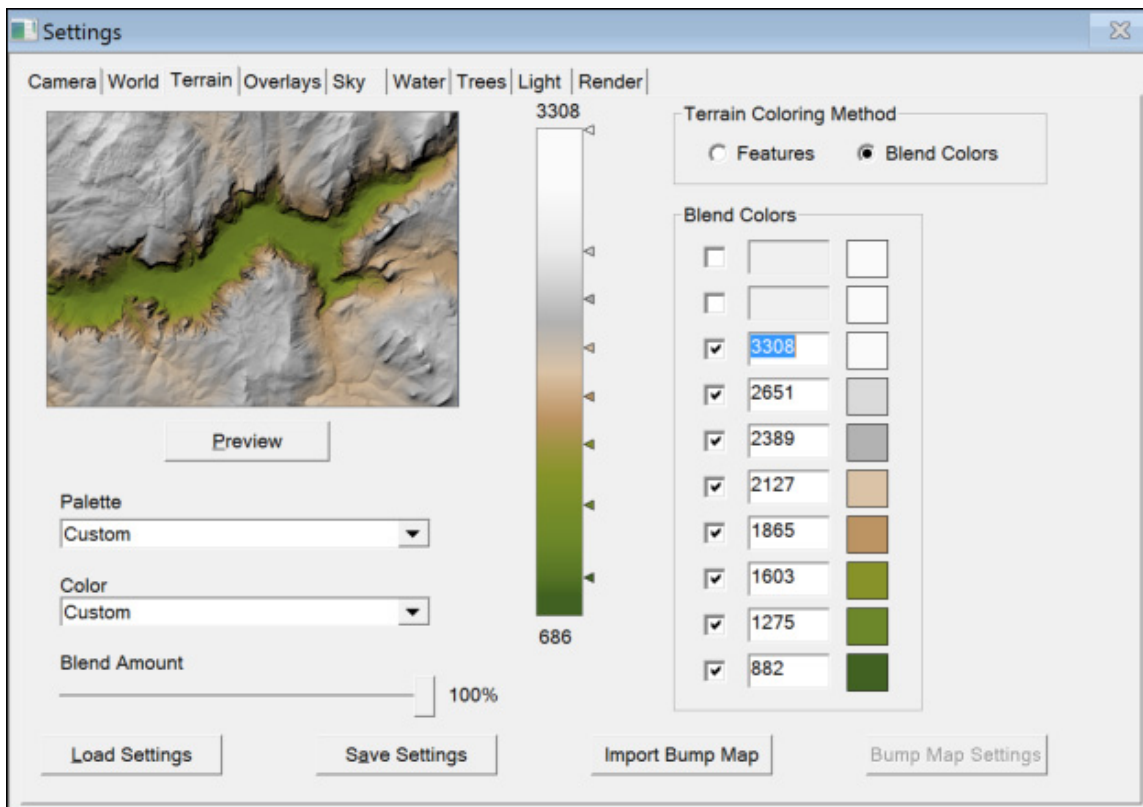 Settings
Camera World Terrain Overlays Sky Water Trees Light Render
3308
686
Preview
Palette
Custom
Color
Custom
Blend Amount
100%
Terrain Coloring Method
Features Blend Colors
Blend Colors
3308
2651
2389
2127
1865
1603
1275
882
Load Settings Save Settings Import Bump Map Bump Map Settings